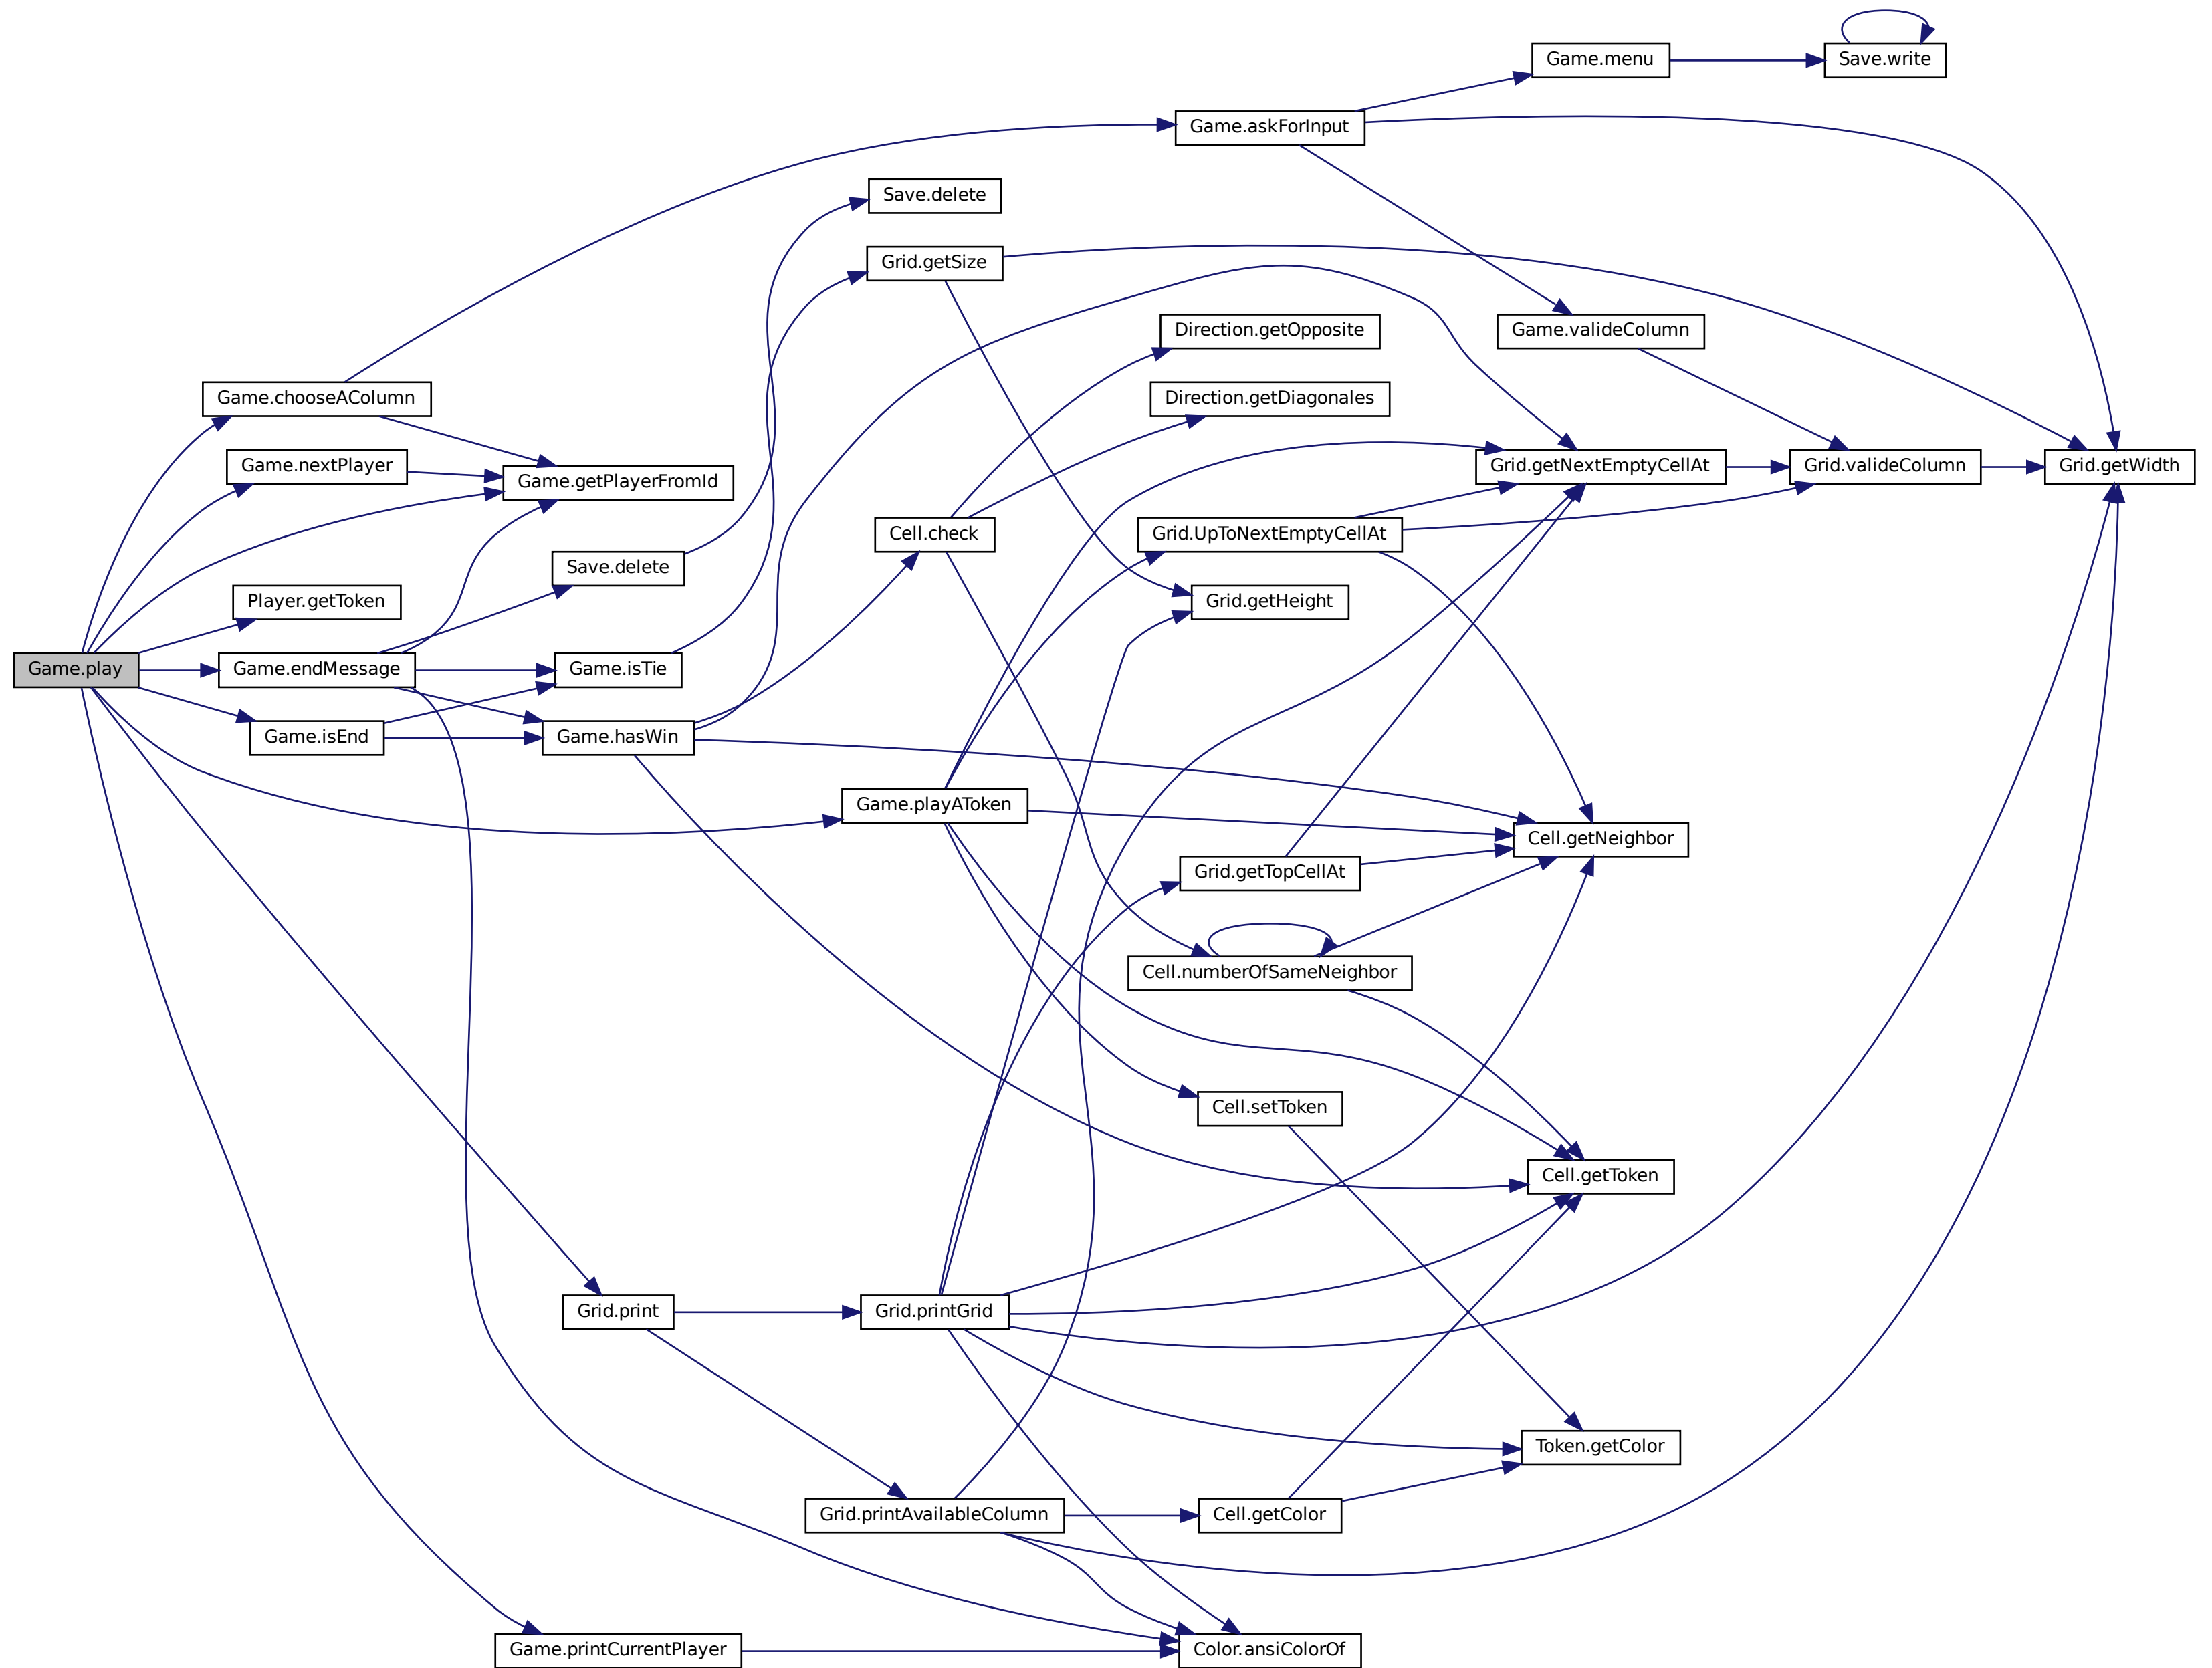 Game.menu
Save.write
Game.askForInput
Save.delete
Grid.getSize
Direction.getOpposite
Game.valideColumn
Game.chooseAColumn
Direction.getDiagonales
Game.nextPlayer
Game.getPlayerFromId
Grid.getNextEmptyCellAt
Grid.valideColumn
Grid.getWidth
Cell.check
Grid.UpToNextEmptyCellAt
Save.delete
Player.getToken
Grid.getHeight
Game.play
Game.endMessage
Game.isTie
Game.isEnd
Game.hasWin
Game.playAToken
Cell.getNeighbor
Grid.getTopCellAt
Cell.numberOfSameNeighbor
Cell.setToken
Cell.getToken
Grid.print
Grid.printGrid
Token.getColor
Grid.printAvailableColumn
Cell.getColor
Game.printCurrentPlayer
Color.ansiColorOf